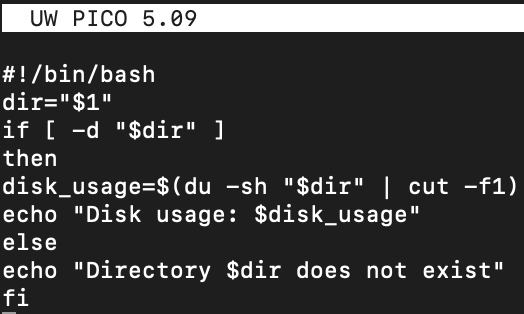 UW PICO 5.09
#!/bin/bash
dir="$1"
if [ -d "$dir" ]
then
disk_usage=$(du -sh "$dir" | cut -f1)
echo "Disk usage: $disk_usage"
else
echo "Directory $dir does not exist"
fi